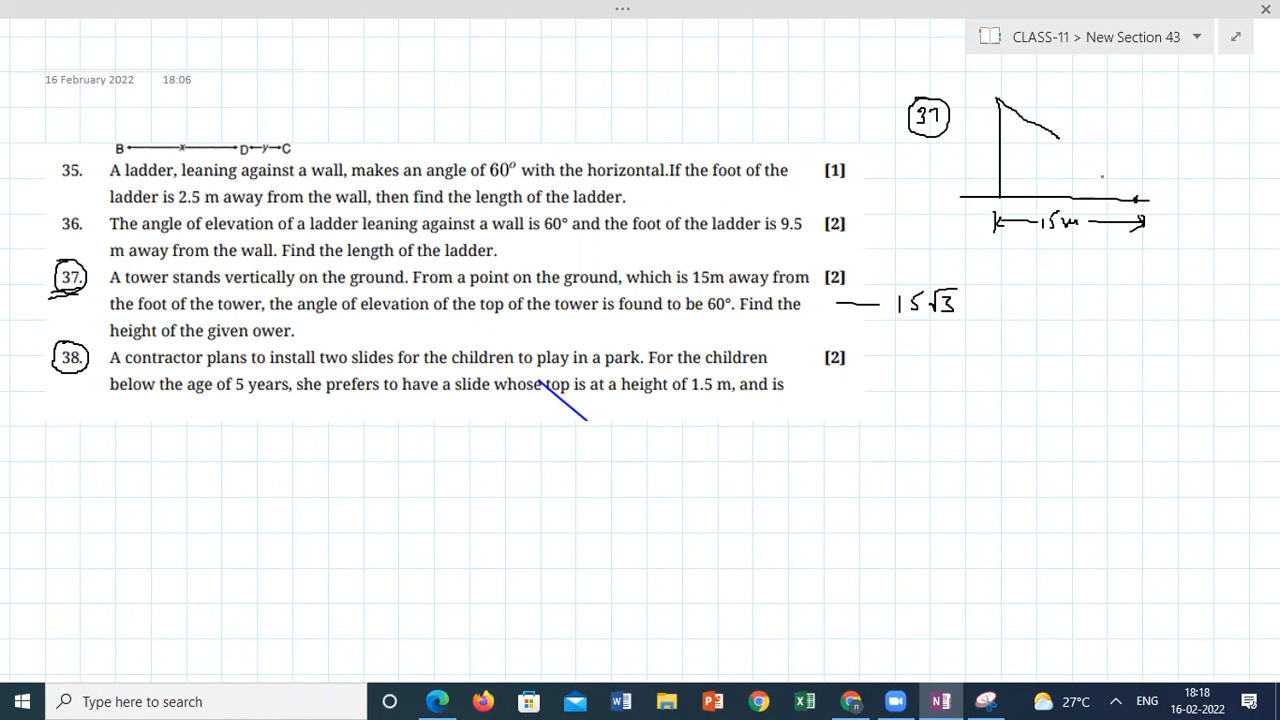 CLASS-11 > New Section 43
16 February 2022 18:06
37
B x D y C
35. A ladder, leaning against a wall, makes an angle of 60° with the horizontal.If the foot of the [1]
ladder is 2.5 m away from the wall, then find the length of the ladder.
36. The angle of elevation of a ladder leaning against a wall is 60° and the foot of the ladder is 9.5 [2]
m away from the wall. Find the length of the ladder.
15m
37. A tower stands vertically on the ground. From a point on the ground, which is 15m away from [2]
the foot of the tower, the angle of elevation of the top of the tower is found to be 60°. Find the
15√3
height of the given ower.
38. A contractor plans to install two slides for the children to play in a park. For the children [2]
below the age of 5 years, she prefers to have a slide whose top is at a height of 1.5 m, and is
Type here to search
27°C
ENG
18:18
16-02-2022